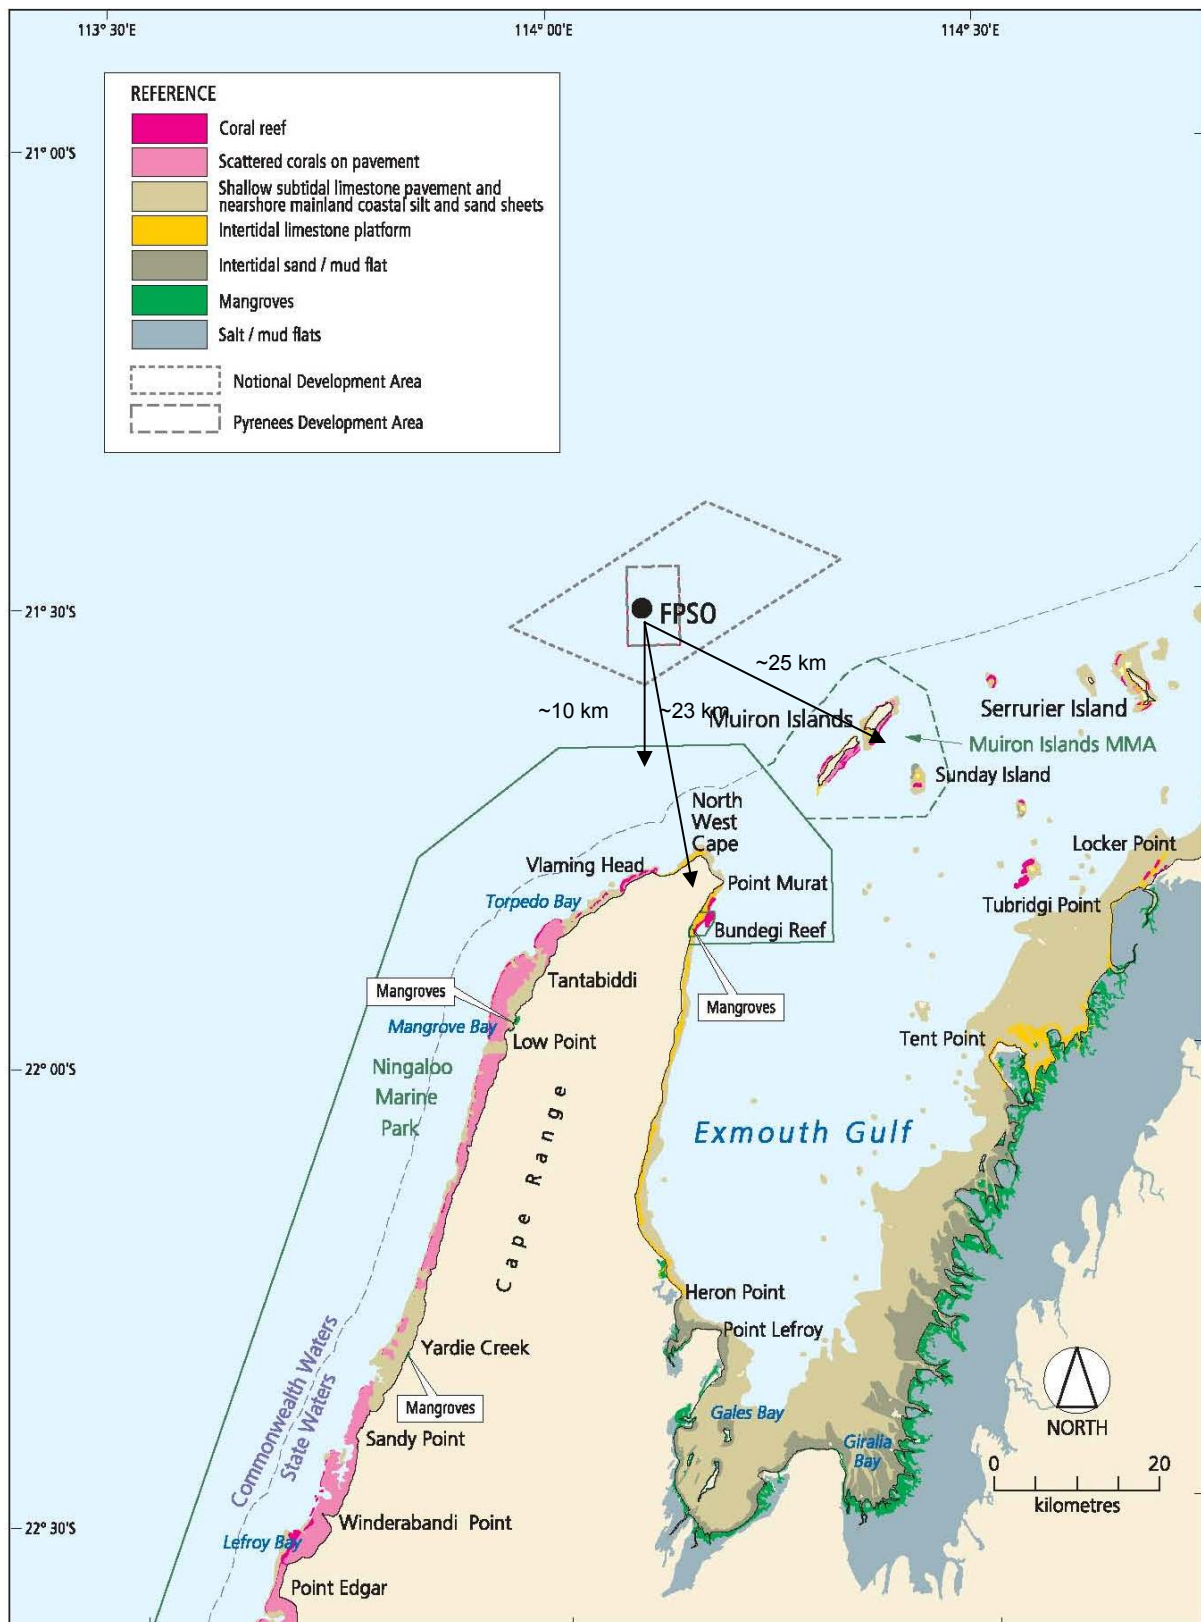 113° 30'E
114° 00'E
114° 30'E
REFERENCE
Coral reef
Scattered corals on pavement
Shallow subtidal limestone pavement and
nearshore mainland coastal silt and sand sheets
Intertidal limestone platform
Intertidal sand / mud flat
Mangroves
Salt / mud flats
Notional Development Area
Pyrenees Development Area
21° 00'S
21° 30'S
22° 00'S
22° 30'S
FPSO
~25 km
~10 km
~23 km
Muiron Islands
Serrurier Island
Muiron Islands MMA
Sunday Island
North
West
Cape
Locker Point
Vlaming Head
Point Murat
Torpedo Bay
Tubridgi Point
Bundegi Reef
Tantabiddi
Mangroves
Mangroves
Mangrove Bay
Low Point
Tent Point
Ningaloo
Marine
Park
Cape Range
Exmouth Gulf
Heron Point
Point Lefroy
Yardie Creek
Mangroves
Gales Bay
Giralia
Bay
Sandy Point
Commonwealth Waters
State Waters
NORTH
0 20
kilometres
Winderabandi Point
Lefroy Bay
Point Edgar